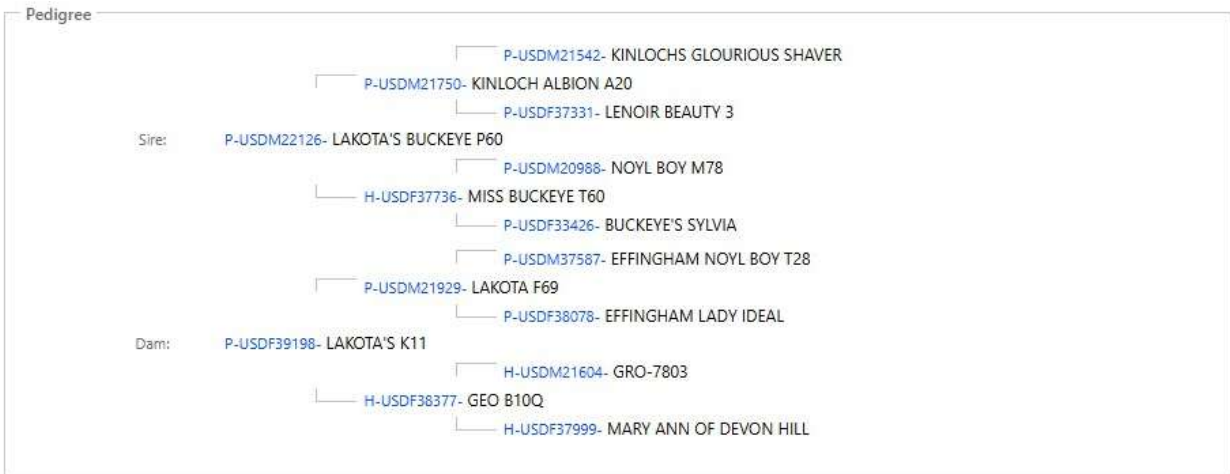 Pedigree
P-USDM21542- KINLOCHS GLOURIOUS SHAVER
P-USDM21750- KINLOCH ALBION A20
P-USDF37331- LENOIR BEAUTY 3
Sire: P-USDM22126- LAKOTA'S BUCKEYE P60
P-USDM20988- NOYL BOY M78
H-USDF37736- MISS BUCKEYE T60
P-USDF33426- BUCKEYE'S SYLVIA
P-USDM37587- EFFINGHAM NOYL BOY T28
P-USDM21929- LAKOTA F69
P-USDF38078- EFFINGHAM LADY IDEAL
Dam: P-USDF39198- LAKOTA'S K11
H-USDM21604- GRO-7803
H-USDF38377- GEO B10Q
H-USDF37999- MARY ANN OF DEVON HILL